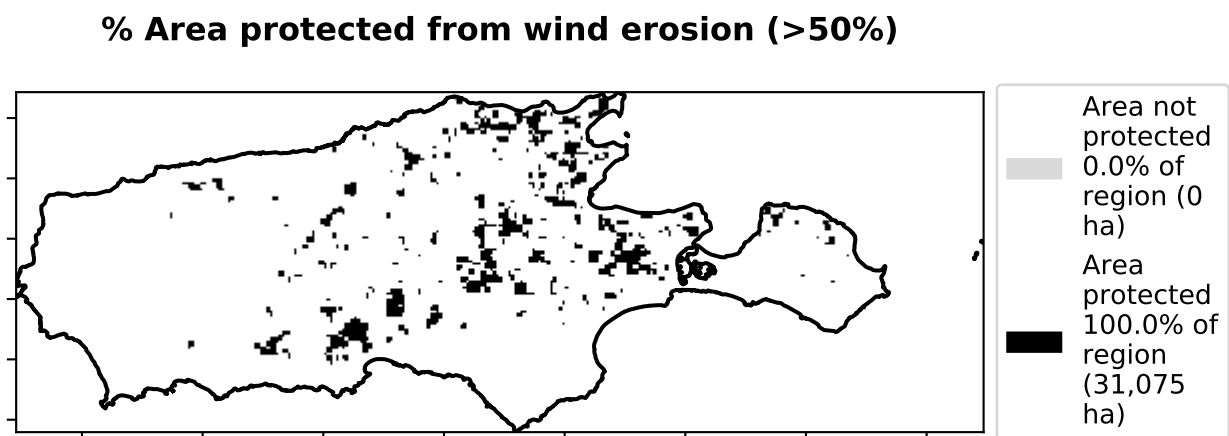 % Area protected from wind erosion (>50%)
Area not
protected
0.0% of
region (0
ha)
Area
protected
100.0% of
region
(31,075
ha)